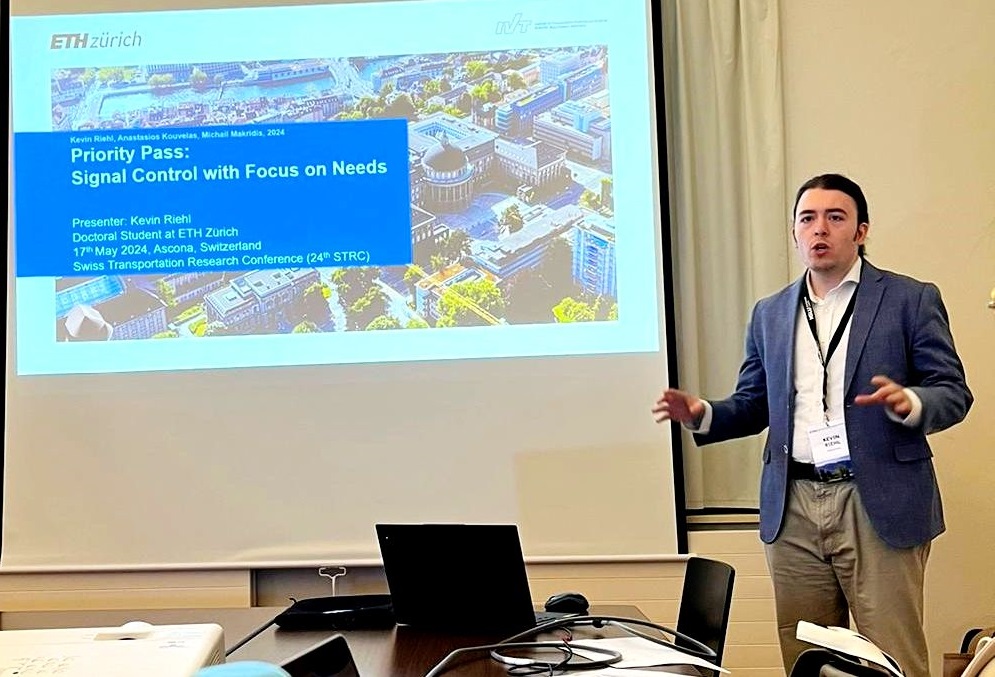 ETH zürich
IVT
Kevin Riehl, Anastasios Kouvelas, Michail Makridis, 2024
Priority Pass:
Signal Control with Focus on Needs
Presenter: Kevin Riehl
Doctoral Student at ETH Zürich
17th May 2024, Ascona, Switzerland
Swiss Transportation Research Conference (24th STRC)
KEVIN
RIEHL